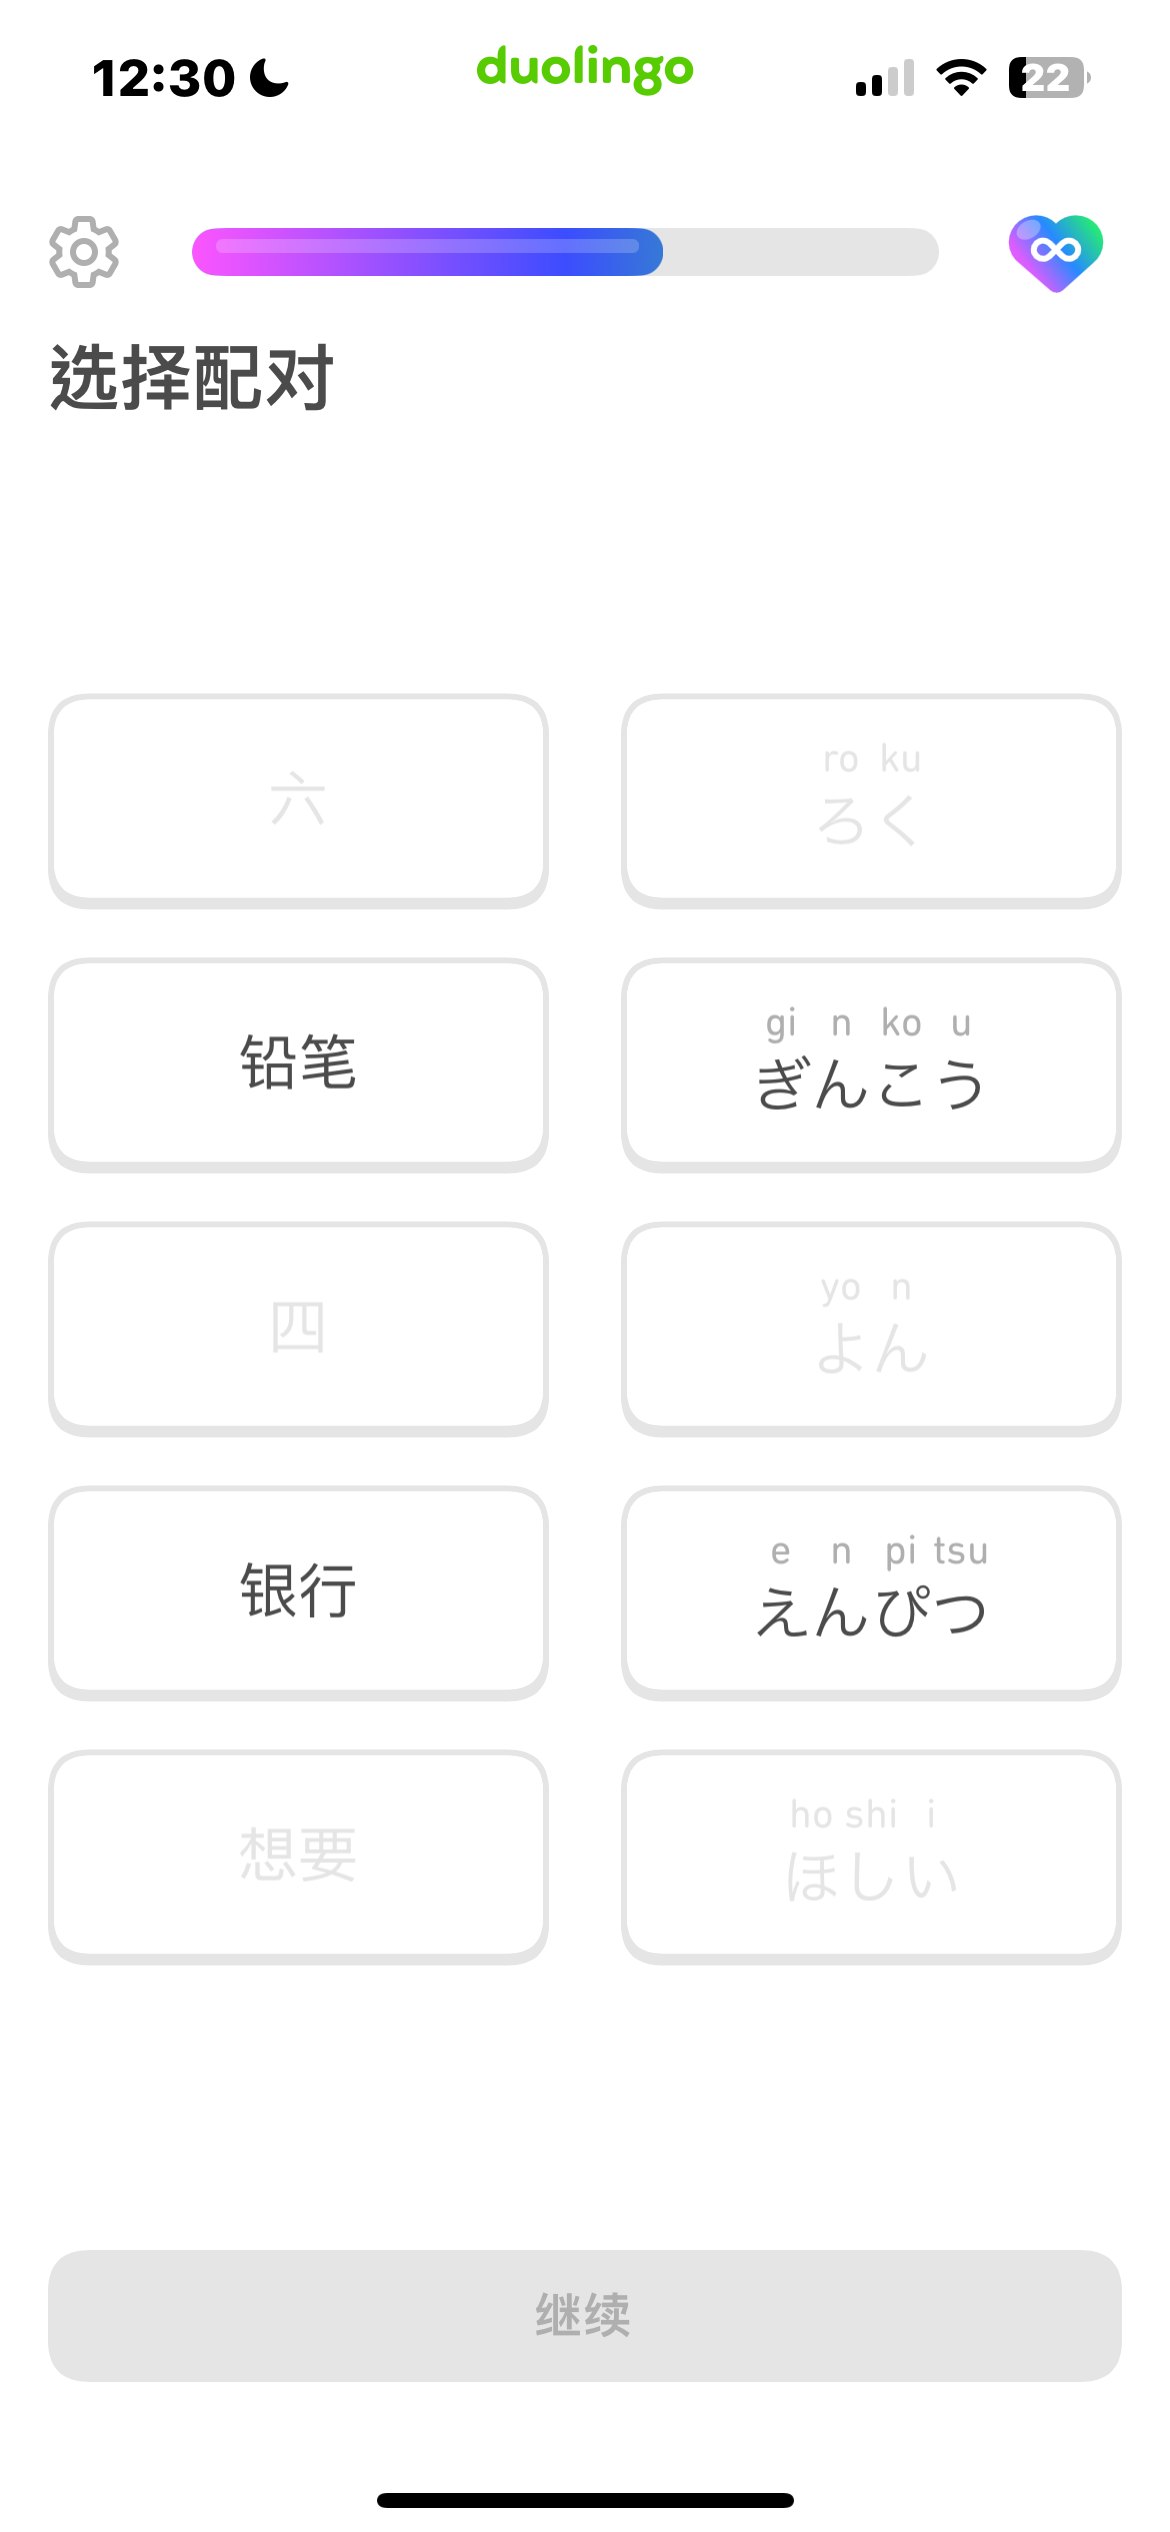 12:30
duolingo
22
选择配对
六
ro ku
ろく
铅笔
gi n ko u
ぎんこう
四
yo n
よん
银行
e n pi tsu
えんぴつ
想要
ho shi i
ほしい
继续